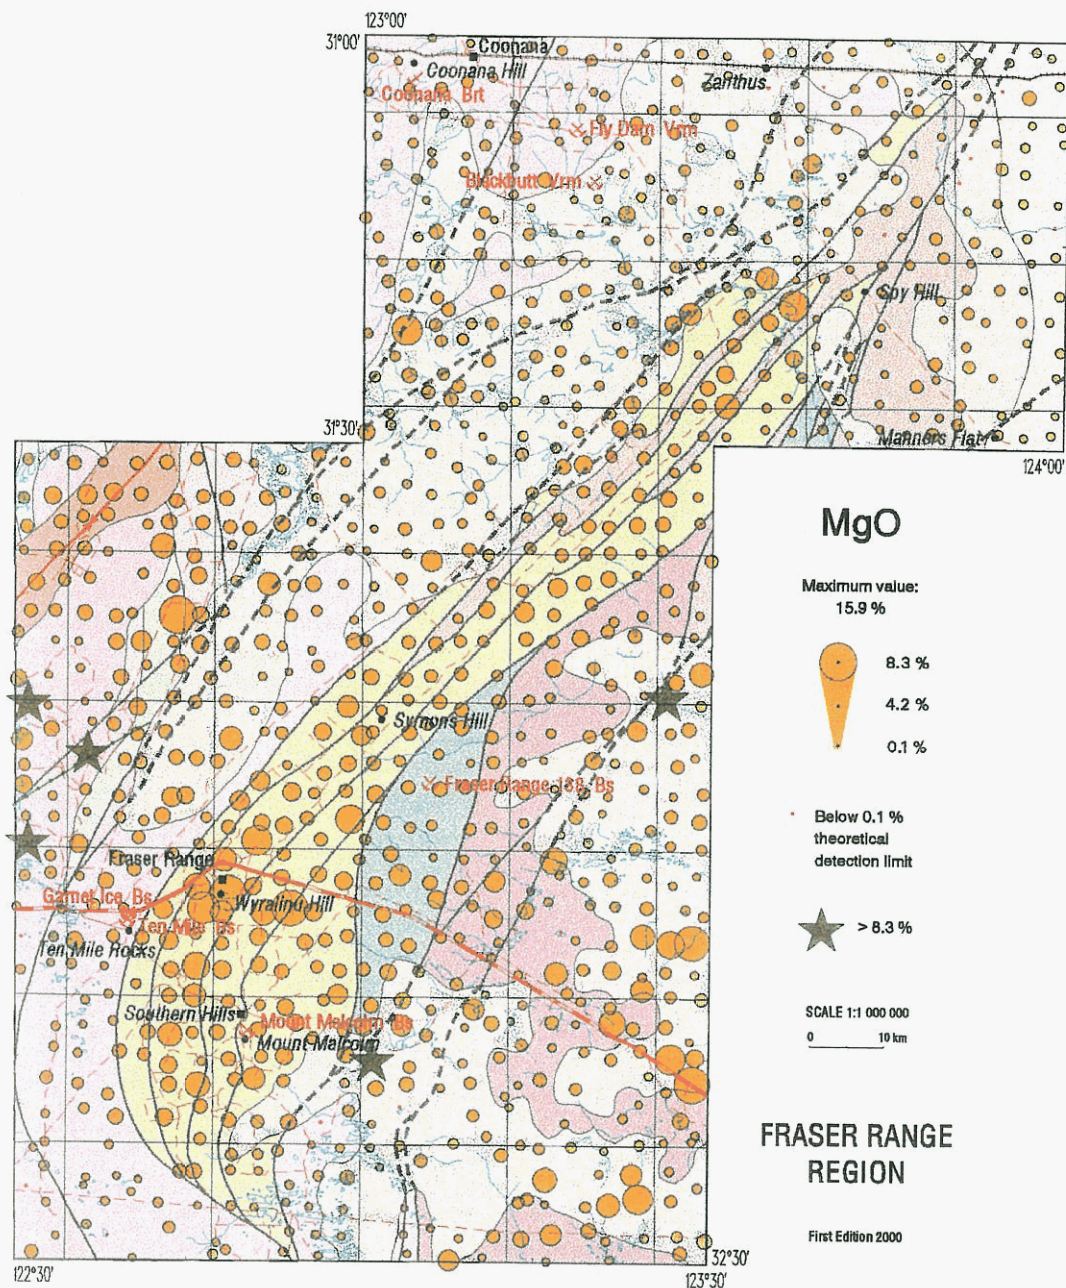 123°00'
31°00'
Coonana
Coonana Hill
Zanthus
Coonana Brt
Fly Dam Vrm
Blackbutt Vrm
Spy Hill
31°30'
Manners Flat
124°00'
MgO
Maximum value:
15.9 %
8.3 %
4.2 %
0.1 %
Symons Hill
Fraser Range 188 Bs
Below 0.1 %
theoretical
detection limit
Fraser Range
Garnet Ice Bs
Wyralinu Hill
Ten Mile Bs
Ten Mile Rocks
> 8.3 %
Southern Hills
Mount Malcolm Bs
Mount Malcolm
SCALE 1:1 000 000
0 10 km
FRASER RANGE
REGION
First Edition 2000
32°30'
122°30'
123°30'